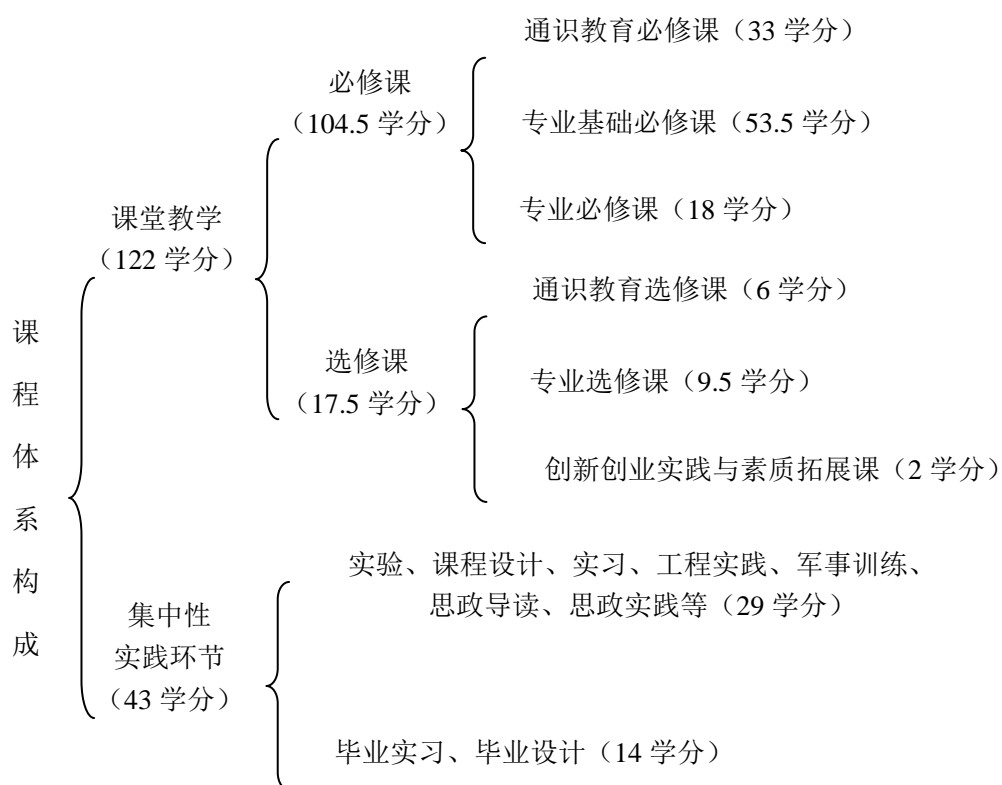 课程体系构成
课堂教学
（122 学分）
必修课
（104.5 学分）
通识教育必修课（33 学分）
专业基础必修课（53.5 学分）
专业必修课（18 学分）
选修课
（17.5 学分）
通识教育选修课（6 学分）
专业选修课（9.5 学分）
创新创业实践与素质拓展课（2 学分）
集中性
实践环节
（43 学分）
实验、课程设计、实习、工程实践、军事训练、
思政导读、思政实践等（29 学分）
毕业实习、毕业设计（14 学分）